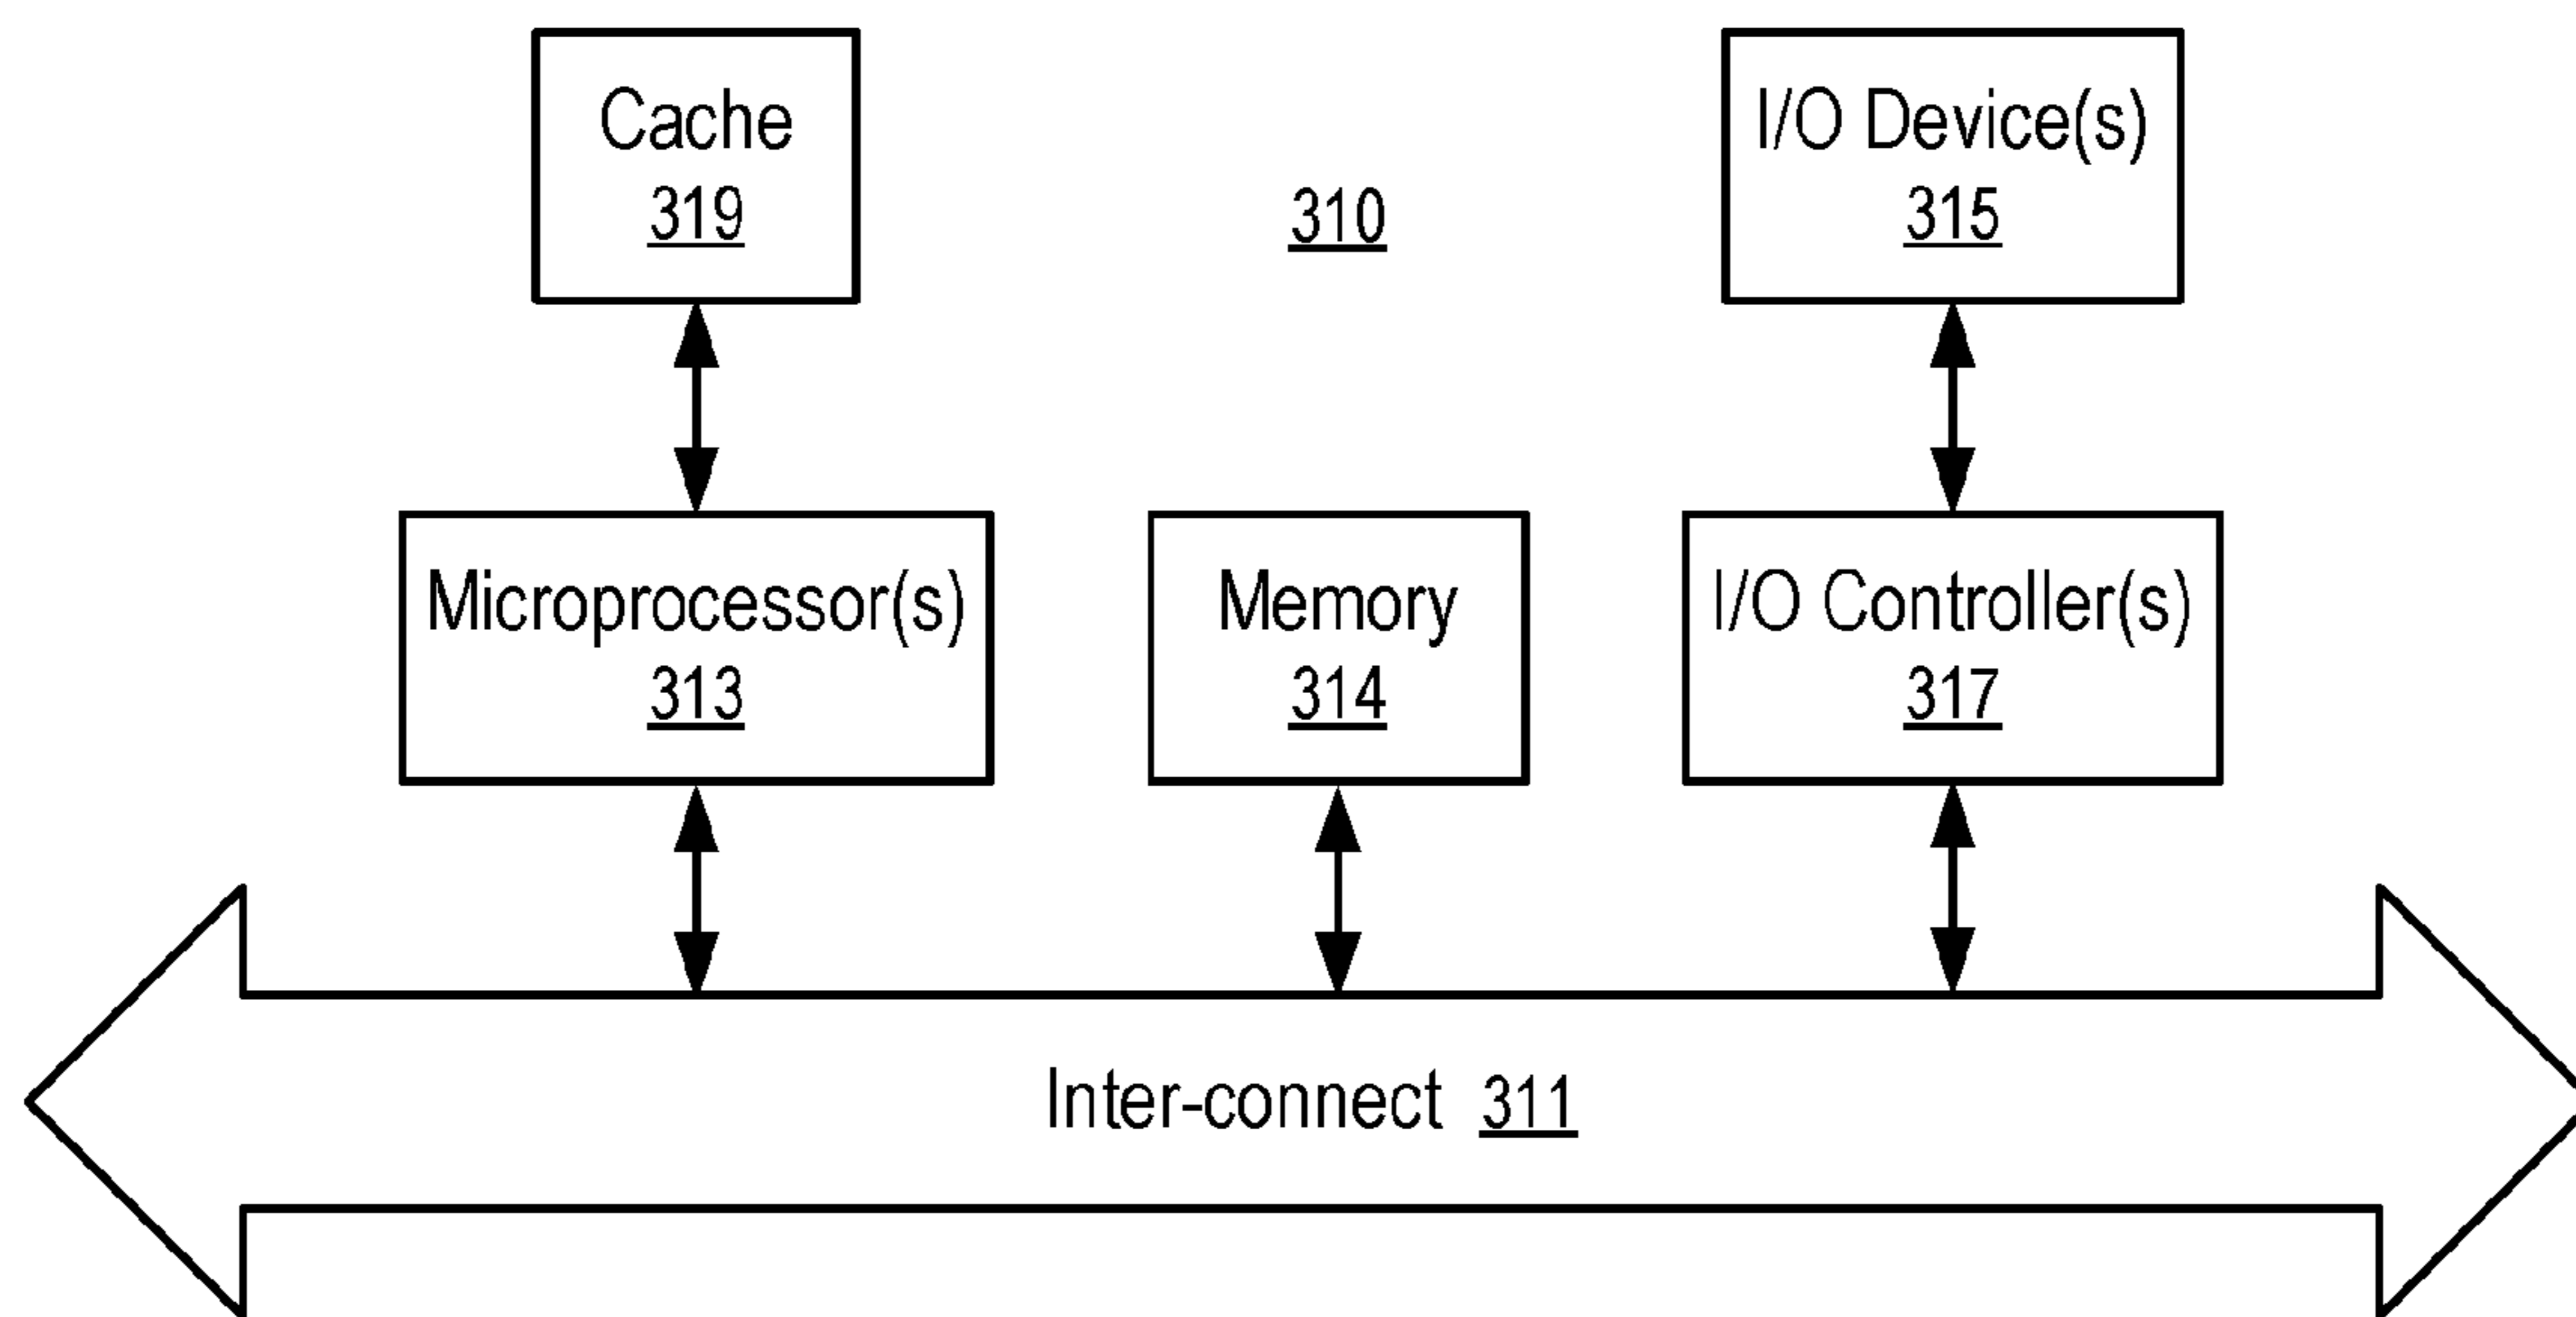 Cache
319
310
I/O Device(s)
315
Microprocessor(s)
313
Memory
314
I/O Controller(s)
317
Inter-connect 311